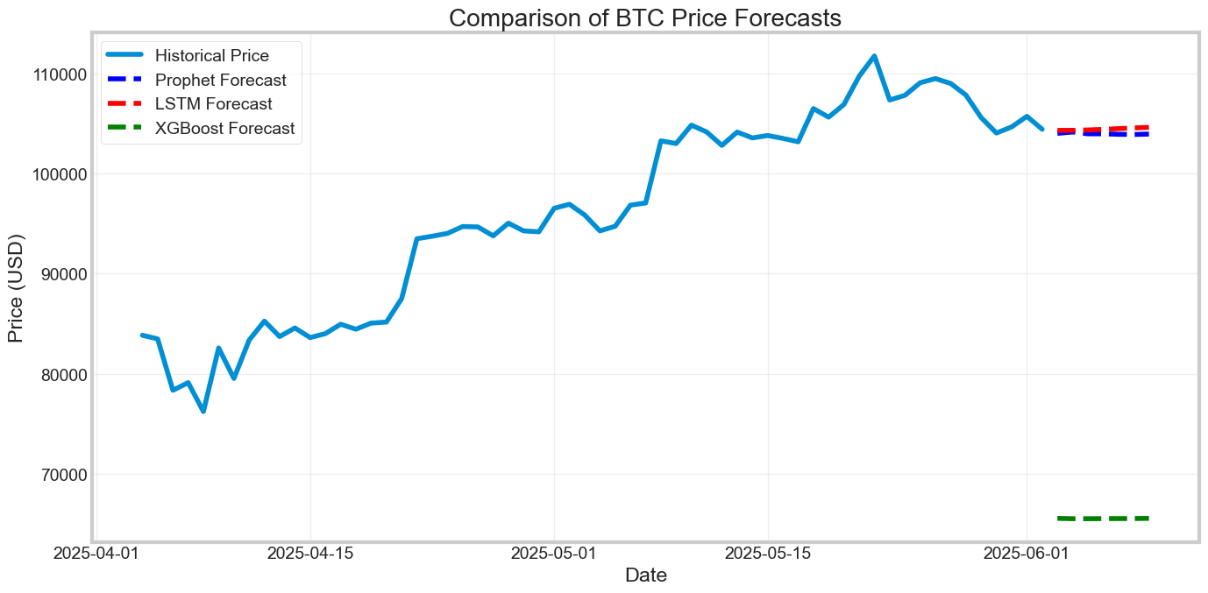 Comparison of BTC Price Forecasts
Historical Price
Prophet Forecast
LSTM Forecast
XGBoost Forecast
Price (USD)
110000
100000
90000
80000
70000
2025-04-01
2025-04-15
2025-05-01
2025-05-15
2025-06-01
Date